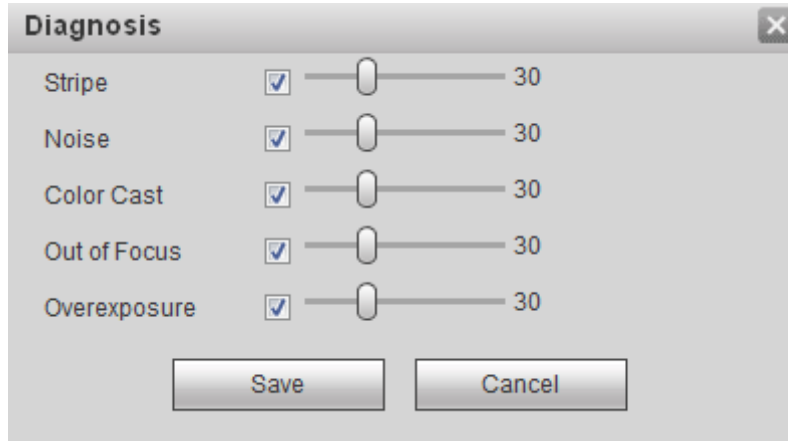 Diagnosis
Stripe 30
Noise 30
Color Cast 30
Out of Focus 30
Overexposure 30
Save Cancel